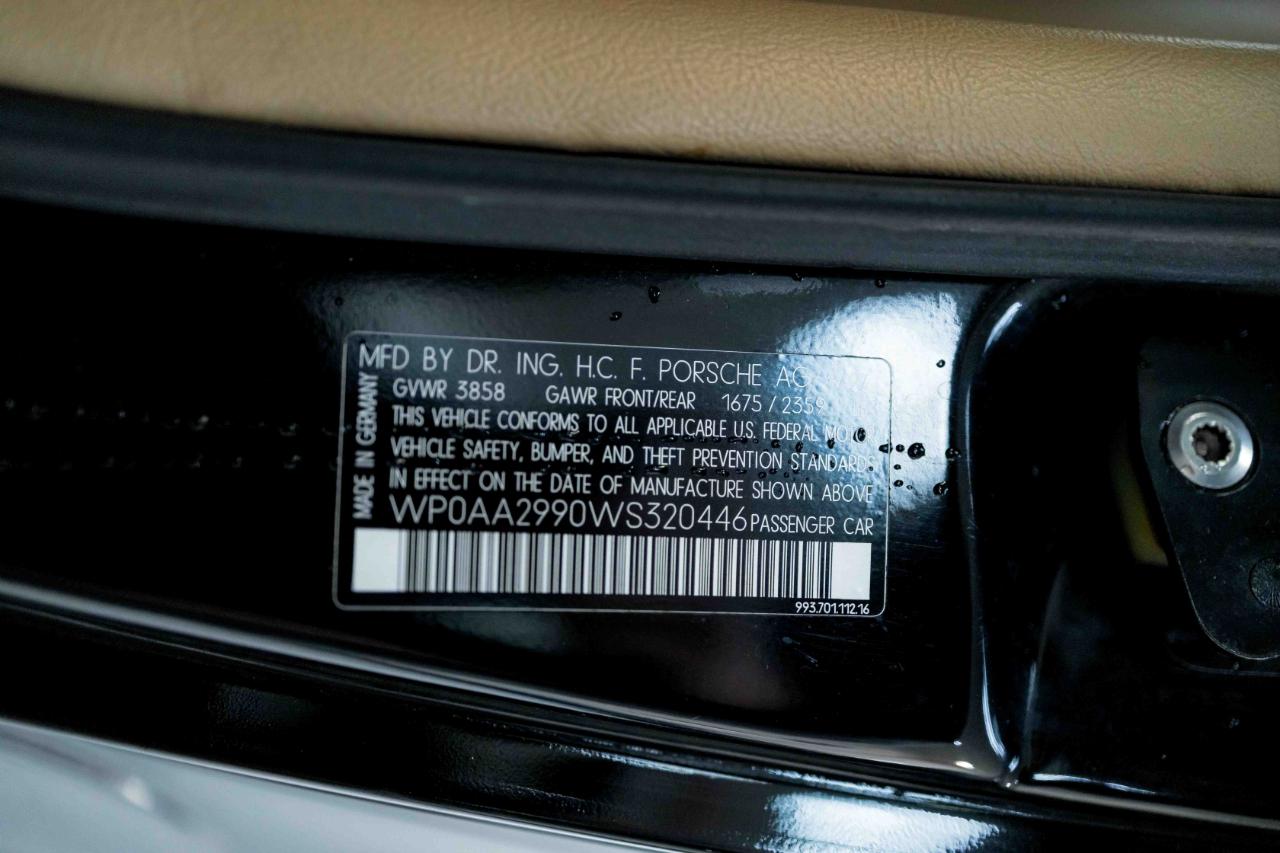 MFD BY DR. ING. H.C. F. PORSCHE AG
GVWR 3858 GAWR FRONT/REAR 1675 / 2359
THIS VEHICLE CONFORMS TO ALL APPLICABLE U.S. FEDERAL MOTOR
VEHICLE SAFETY, BUMPER, AND THEFT PREVENTION STANDARDS
IN EFFECT ON THE DATE OF MANUFACTURE SHOWN ABOVE
WP0AA2990WS320446 PASSENGER CAR
993.701.112.16
MADE IN GERMANY